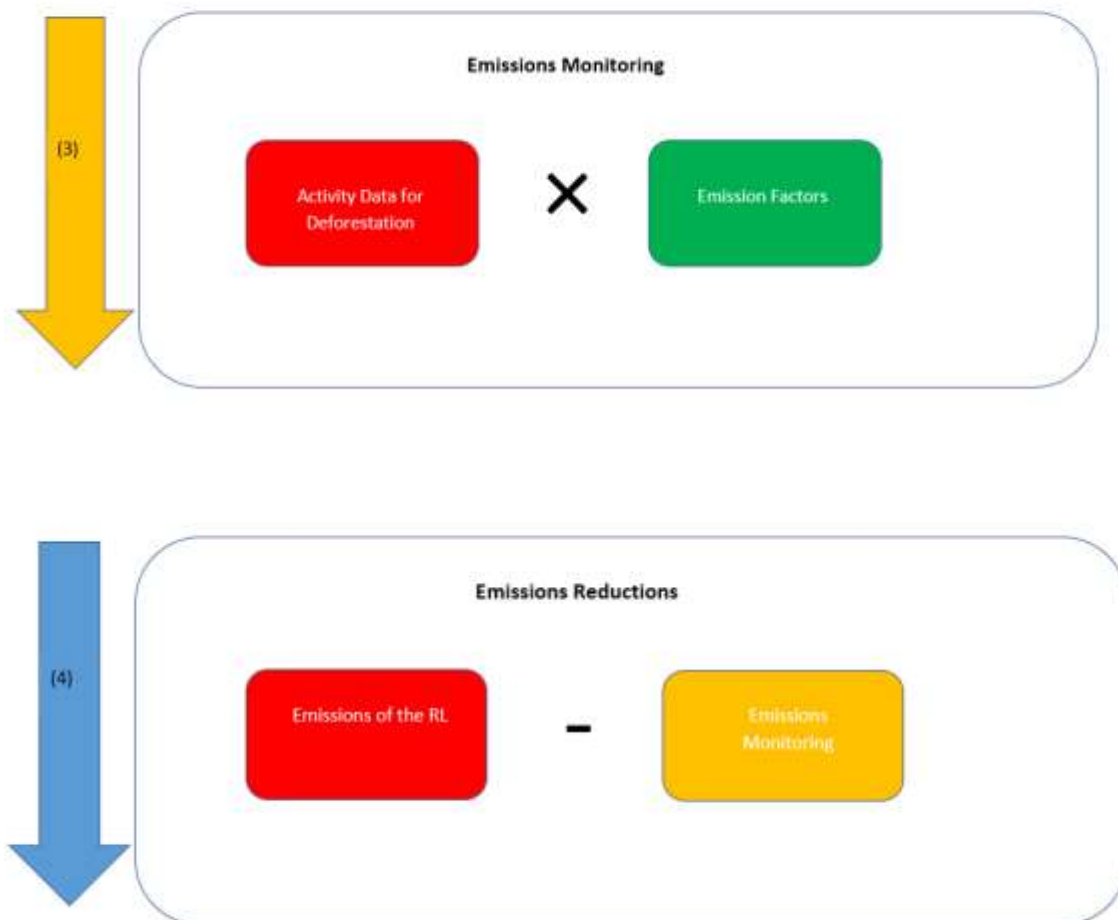 Emissions Monitoring
(3)
Activity Data for
Deforestation
×
Emission Factors
Emissions Reductions
(4)
Emissions of the RL
-
Emissions
Monitoring